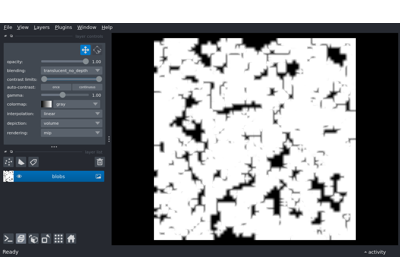 File View Layers Plugins Window Help
opacity: 1.00
blending: translucent_no_depth
contrast limits:
auto-contrast: once continuous
gamma: 1.00
colormap: gray
interpolation: linear
depiction: volume
rendering: mip
blobs
Ready
activity